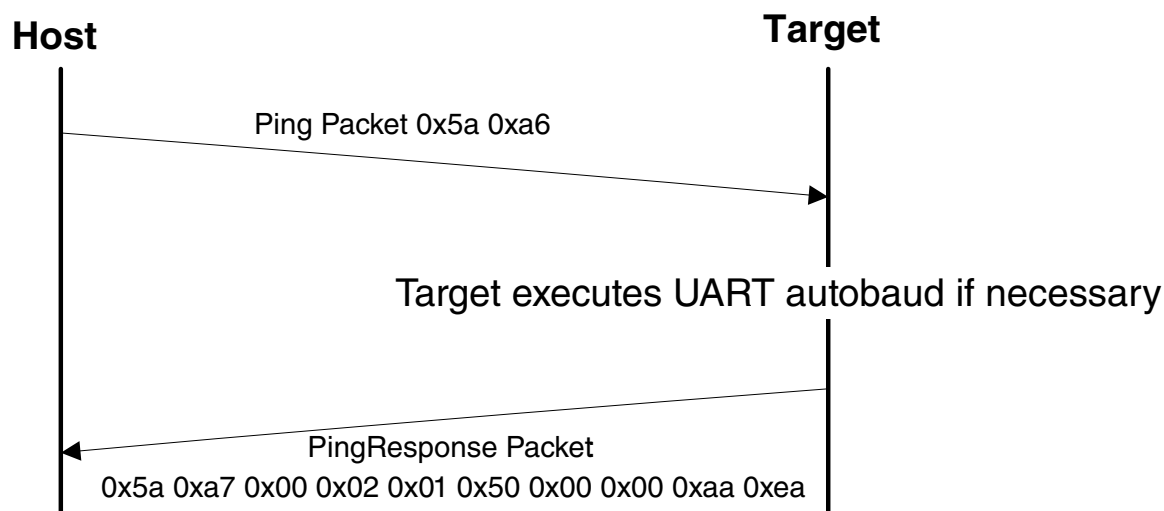 Host
Target
Ping Packet 0x5a 0xa6
Target executes UART autobaud if necessary
PingResponse Packet
0x5a 0xa7 0x00 0x02 0x01 0x50 0x00 0x00 0xaa 0xea